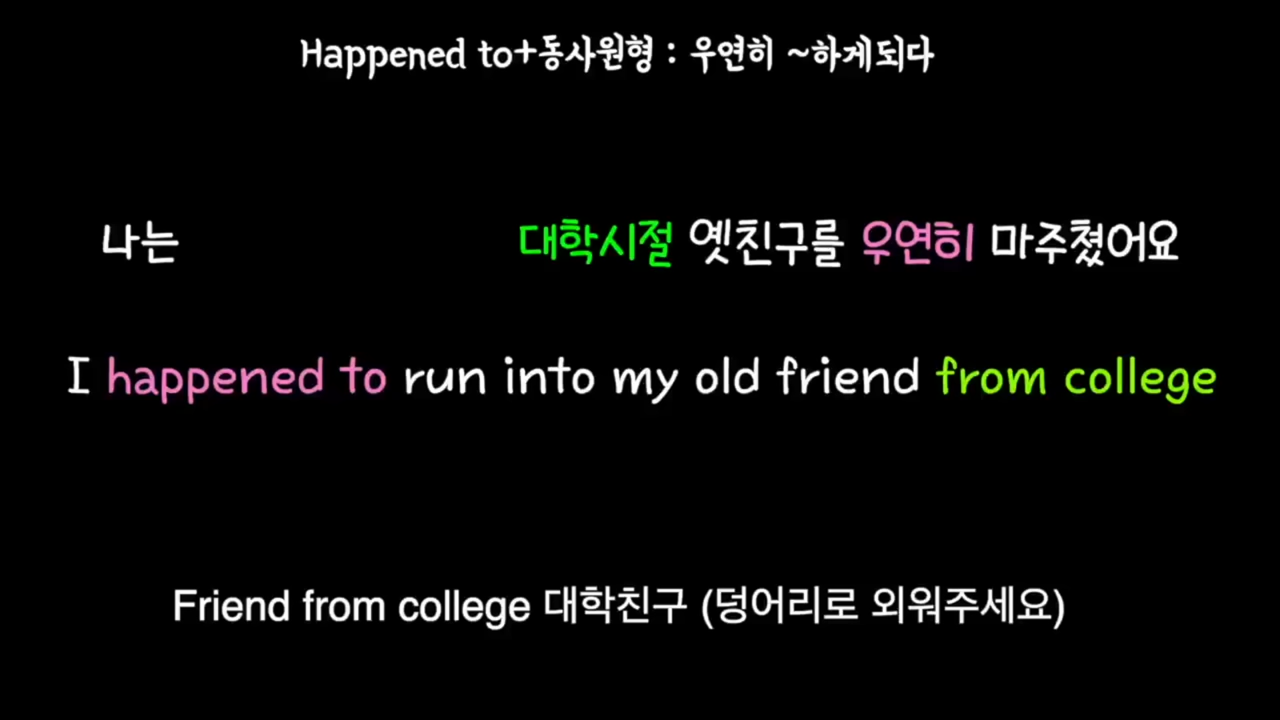 Happened to+동사원형 : 우연히 ~하게되다
나는 대학시절 옛친구를 우연히 마주쳤어요
I happened to run into my old friend from college
Friend from college 대학친구 (덩어리로 외워주세요)